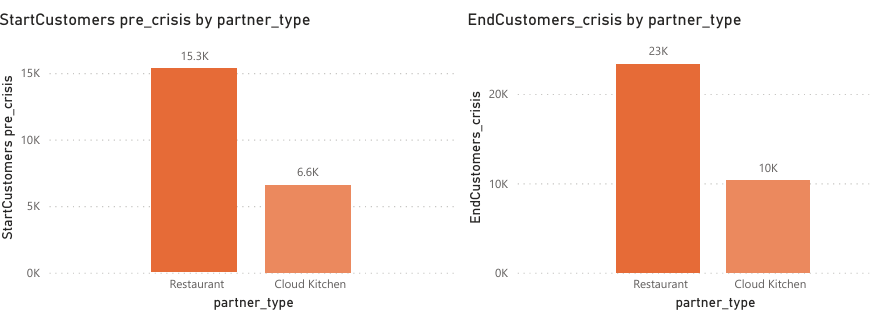 StartCustomers pre_crisis by partner_type
StartCustomers pre_crisis
15K
10K
5K
0K
15.3K
6.6K
Restaurant
Cloud Kitchen
partner_type
EndCustomers_crisis by partner_type
EndCustomers_crisis
20K
10K
0K
23K
10K
Restaurant
Cloud Kitchen
partner_type